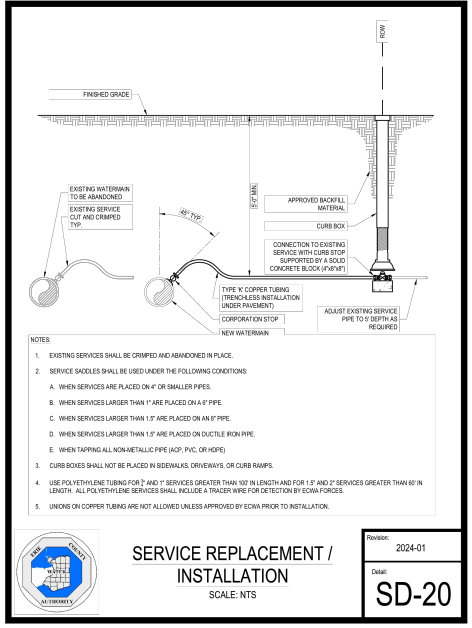 ROW
FINISHED GRADE
EXISTING WATERMAIN
TO BE ABANDONED
EXISTING SERVICE
CUT AND CRIMPED
TYP.
45° TYP.
5'-0" MIN.
APPROVED BACKFILL
MATERIAL
CURB BOX
CONNECTION TO EXISTING
SERVICE WITH CURB STOP
SUPPORTED BY A SOLID
CONCRETE BLOCK (4"x8"x8")
TYPE 'K' COPPER TUBING
(TRENCHLESS INSTALLATION
UNDER PAVEMENT)
CORPORATION STOP
NEW WATERMAIN
ADJUST EXISTING SERVICE
PIPE TO 5' DEPTH AS
REQUIRED
NOTES:
1. EXISTING SERVICES SHALL BE CRIMPED AND ABANDONED IN PLACE.
2. SERVICE SADDLES SHALL BE USED UNDER THE FOLLOWING CONDITIONS:
A. WHEN SERVICES ARE PLACED ON 4" OR SMALLER PIPES.
B. WHEN SERVICES LARGER THAN 1" ARE PLACED ON A 6" PIPE.
C. WHEN SERVICES LARGER THAN 1.5" ARE PLACED ON AN 8" PIPE.
D. WHEN SERVICES LARGER THAN 1.5" ARE PLACED ON DUCTILE IRON PIPE.
E. WHEN TAPPING ALL NON-METALLIC PIPE (ACP, PVC, OR HDPE)
3. CURB BOXES SHALL NOT BE PLACED IN SIDEWALKS, DRIVEWAYS, OR CURB RAMPS.
4. USE POLYETHYLENE TUBING FOR 3/4" AND 1" SERVICES GREATER THAN 100' IN LENGTH AND FOR 1.5" AND 2" SERVICES GREATER THAN 60' IN
LENGTH. ALL POLYETHYLENE SERVICES SHALL INCLUDE A TRACER WIRE FOR DETECTION BY ECWA FORCES.
5. UNIONS ON COPPER TUBING ARE NOT ALLOWED UNLESS APPROVED BY ECWA PRIOR TO INSTALLATION.
ERIE COUNTY
WATER
AUTHORITY
SERVICE REPLACEMENT /
INSTALLATION
SCALE: NTS
Revision:
2024-01
Detail:
SD-20